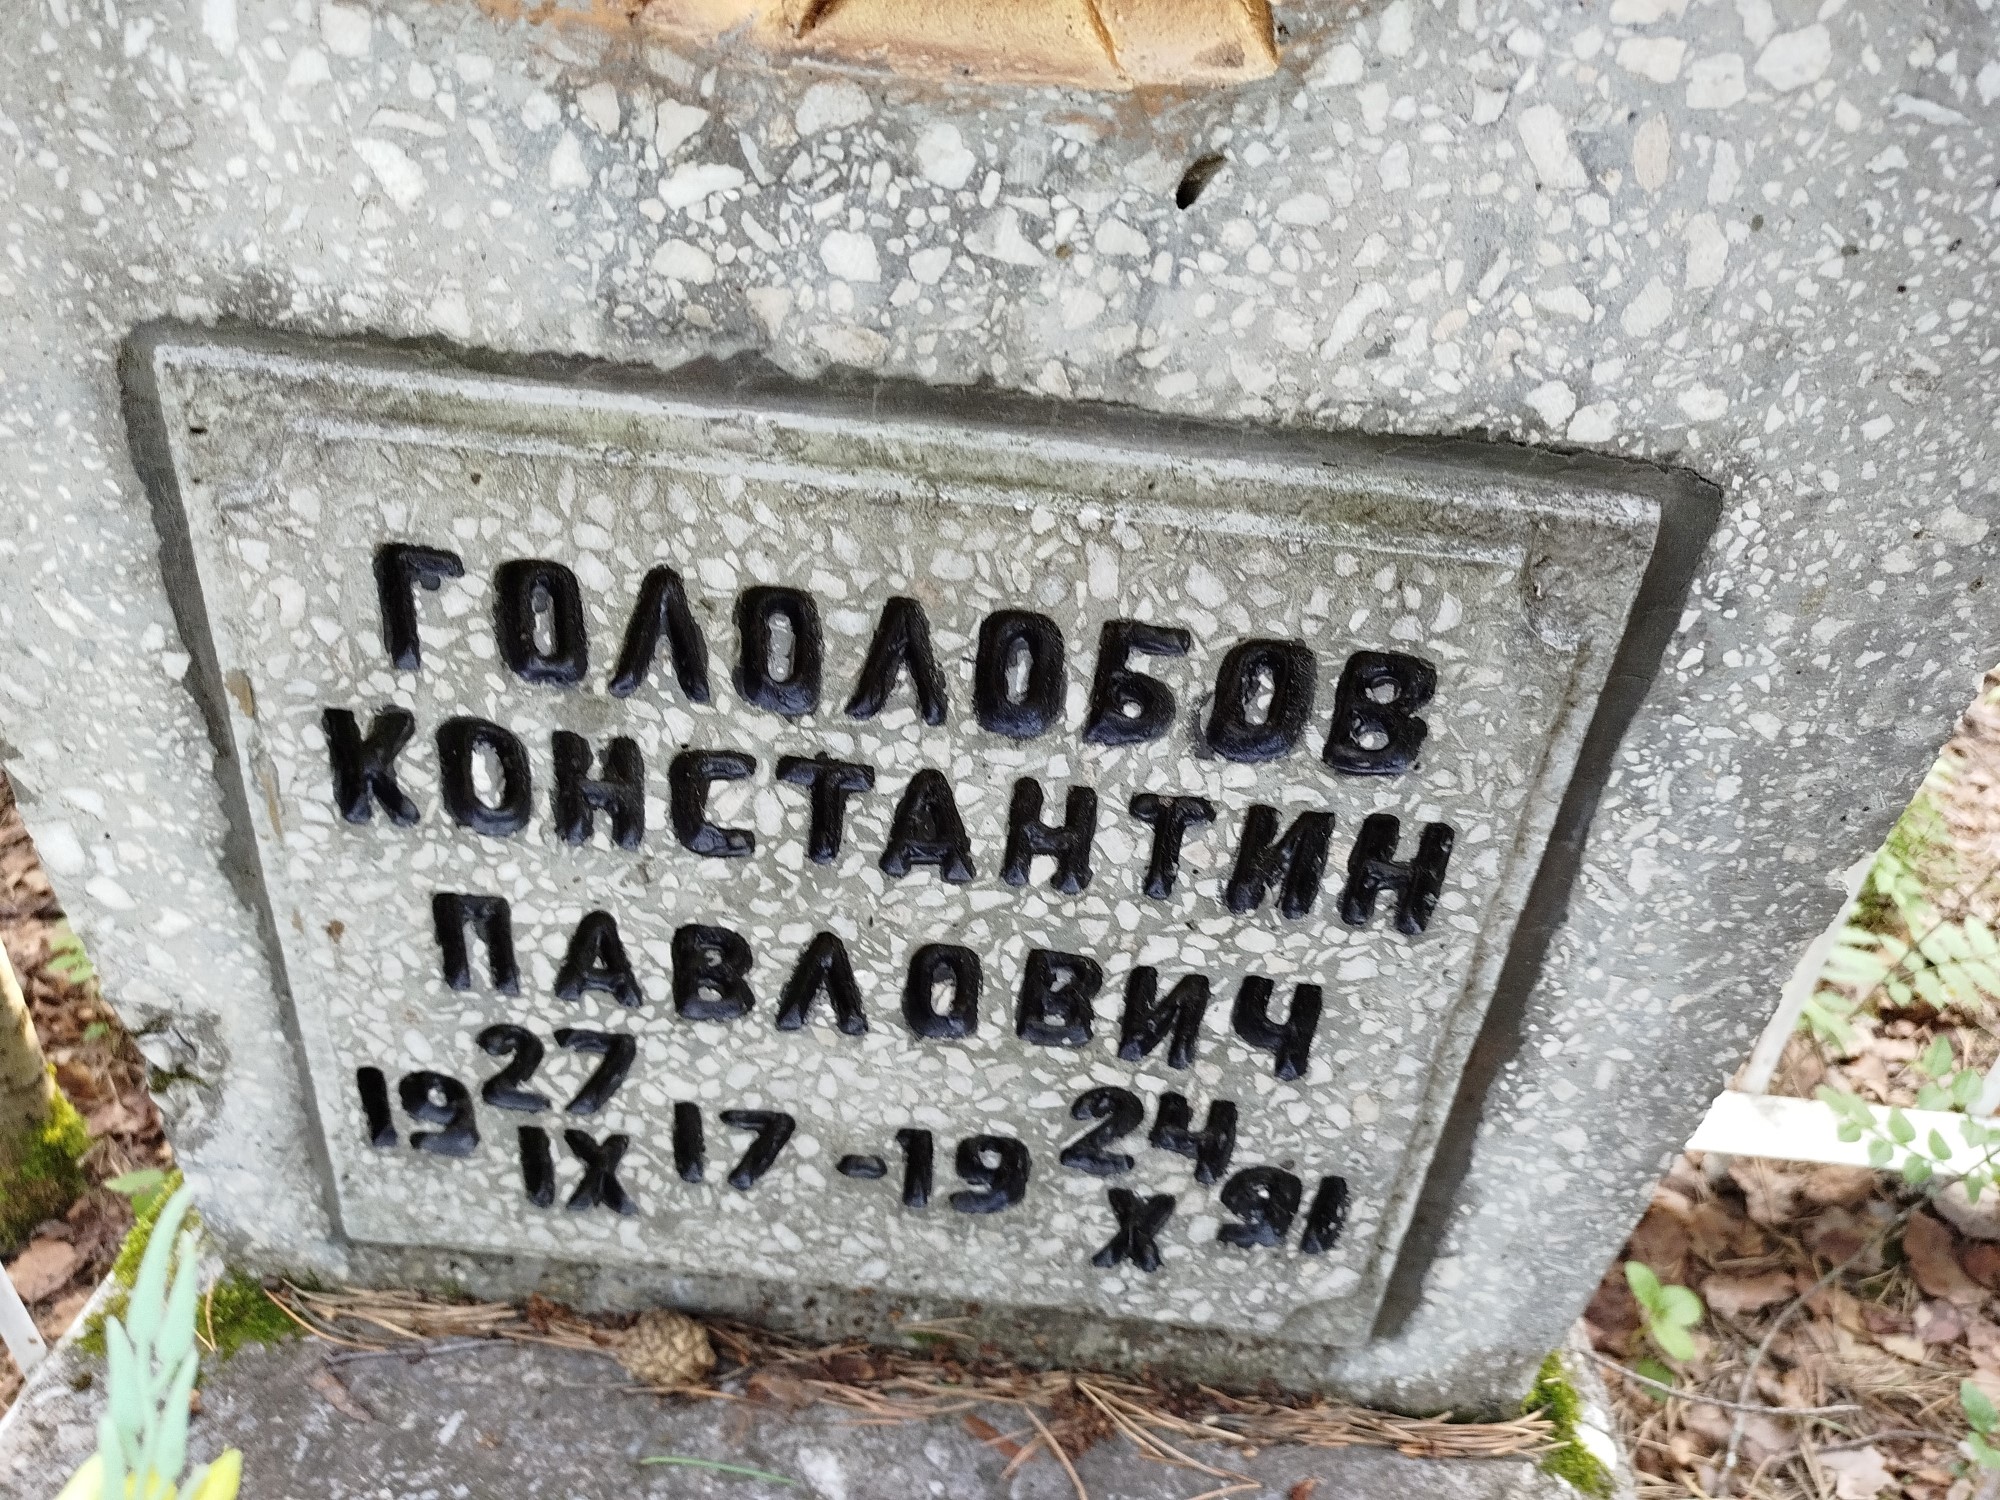 ГОЛОЛОБОВ
КОНСТАНТИН
ПАВЛОВИЧ
19 27/IX 17 - 19 24/X 91